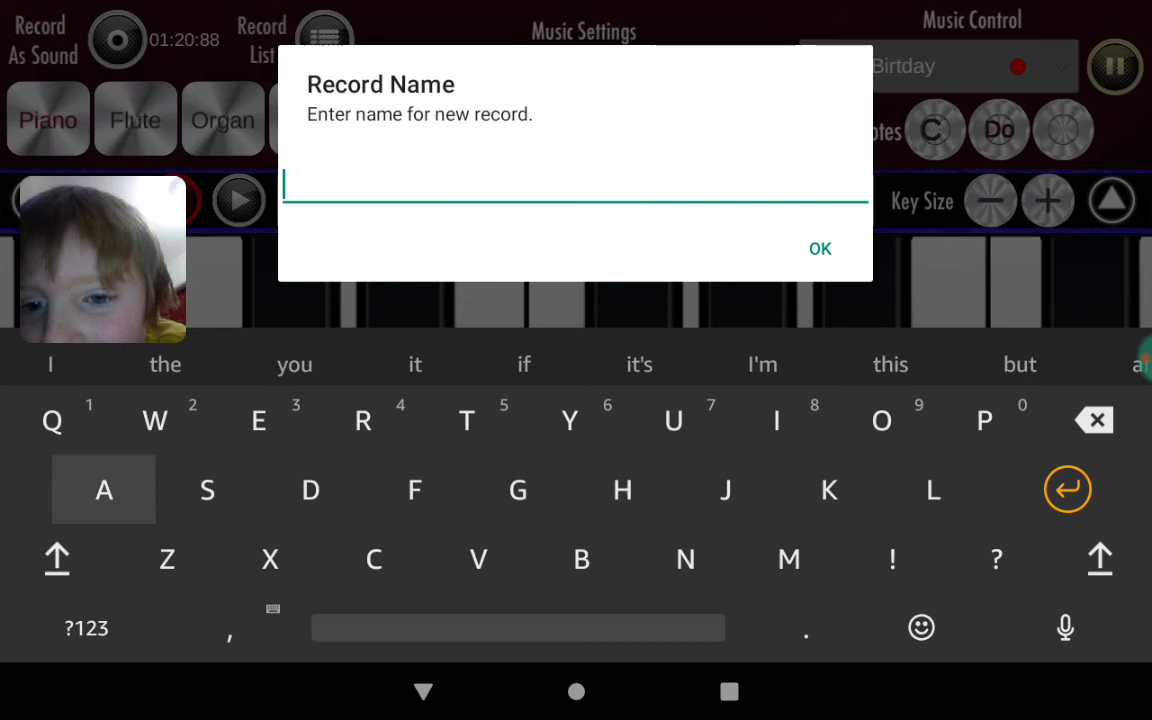 Record As Sound
01:20:88
Record List
Music Settings
Music Control
Birtday
Piano
Flute
Organ
C
Do
Key Size
Record Name
Enter name for new record.
OK
I the you it if it's I'm this but
Q 1 W 2 E 3 R 4 T 5 Y 6 U 7 I 8 O 9 P 0
A S D F G H J K L
Z X C V B N M ! ?
?123 , .